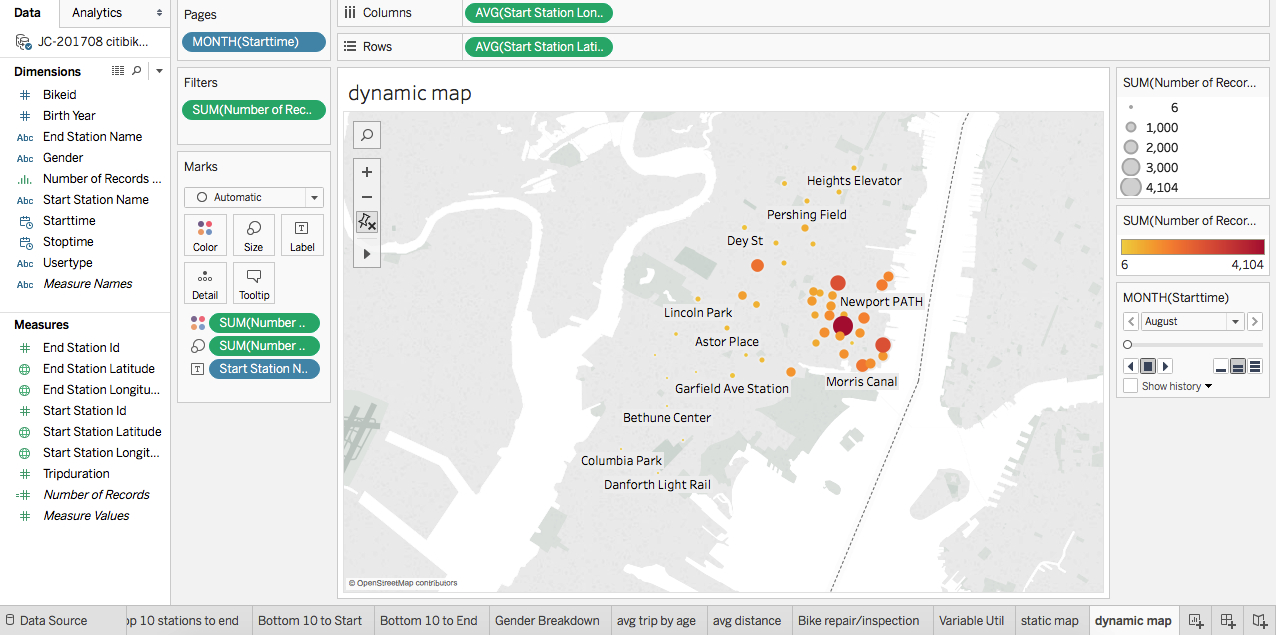 Data
Analytics
JC-201708 citibik...
Dimensions
Bikeid
Birth Year
Abc End Station Name
Abc Gender
Number of Records ...
Abc Start Station Name
Starttime
Stoptime
Abc Usertype
Abc Measure Names
Measures
End Station Id
End Station Latitude
End Station Longitu...
Start Station Id
Start Station Latitude
Start Station Longit...
Tripduration
Number of Records
Measure Values
Pages
MONTH(Starttime)
Filters
SUM(Number of Rec..
Marks
Automatic
Color Size Label
Detail Tooltip
SUM(Number ..
SUM(Number ..
Start Station N..
Columns AVG(Start Station Lon..
Rows AVG(Start Station Lati..
dynamic map
Heights Elevator
Pershing Field
Dey St
Newport PATH
Lincoln Park
Astor Place
Morris Canal
Garfield Ave Station
Bethune Center
Columbia Park
Danforth Light Rail
© OpenStreetMap contributors
SUM(Number of Recor...
6
1,000
2,000
3,000
4,104
SUM(Number of Recor...
6 4,104
MONTH(Starttime)
August
Show history
Data Source
op 10 stations to end
Bottom 10 to Start
Bottom 10 to End
Gender Breakdown
avg trip by age
avg distance
Bike repair/inspection
Variable Util
static map
dynamic map